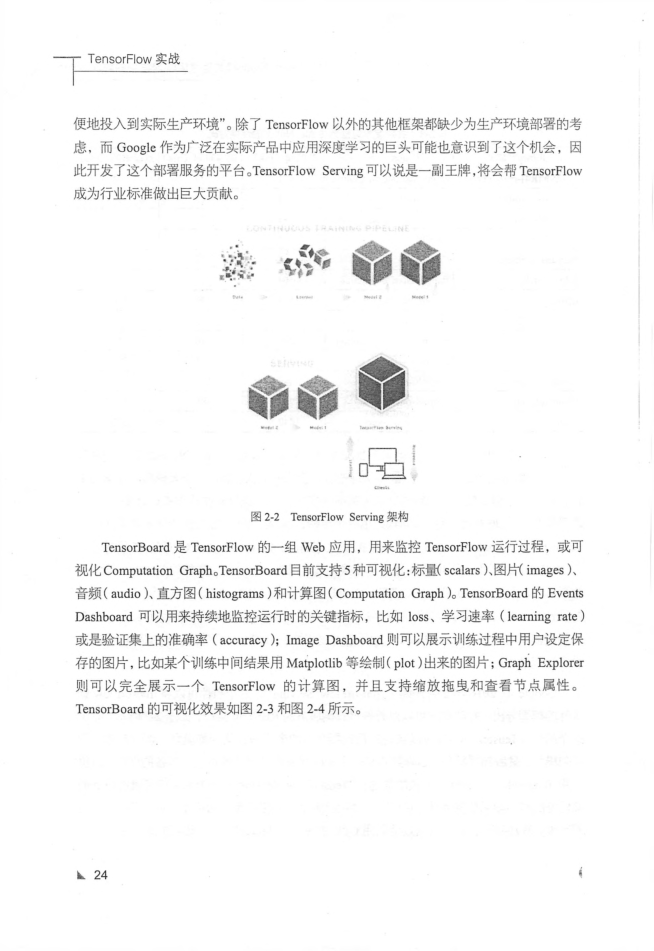 TensorFlow 实战
便地投入到实际生产环境”。除了 TensorFlow 以外的其他框架都缺少为生产环境部署的考
虑，而 Google 作为广泛在实际产品中应用深度学习的巨头可能也意识到了这个机会，因
此开发了这个部署服务的平台。TensorFlow Serving 可以说是一副王牌，将会帮 TensorFlow
成为行业标准做出巨大贡献。
CONTINUOUS TRAINING PIPELINE
Data
Learner
Model 2
Model 1
SERVING
Model 2
Model 1
TensorFlow Serving
Clients
图 2-2 TensorFlow Serving 架构
TensorBoard 是 TensorFlow 的一组 Web 应用，用来监控 TensorFlow 运行过程，或可
视化 Computation Graph。TensorBoard 目前支持 5 种可视化：标量（scalars）、图片（images）、
音频（audio）、直方图（histograms）和计算图（Computation Graph）。TensorBoard 的 Events
Dashboard 可以用来持续地监控运行时的关键指标，比如 loss、学习速率（learning rate）
或是验证集上的准确率（accuracy）；Image Dashboard 则可以展示训练过程中用户设定保
存的图片，比如某个训练中间结果用 Matplotlib 等绘制（plot）出来的图片；Graph Explorer
则可以完全展示一个 TensorFlow 的计算图，并且支持缩放拖曳和查看节点属性。
TensorBoard 的可视化效果如图 2-3 和图 2-4 所示。
24